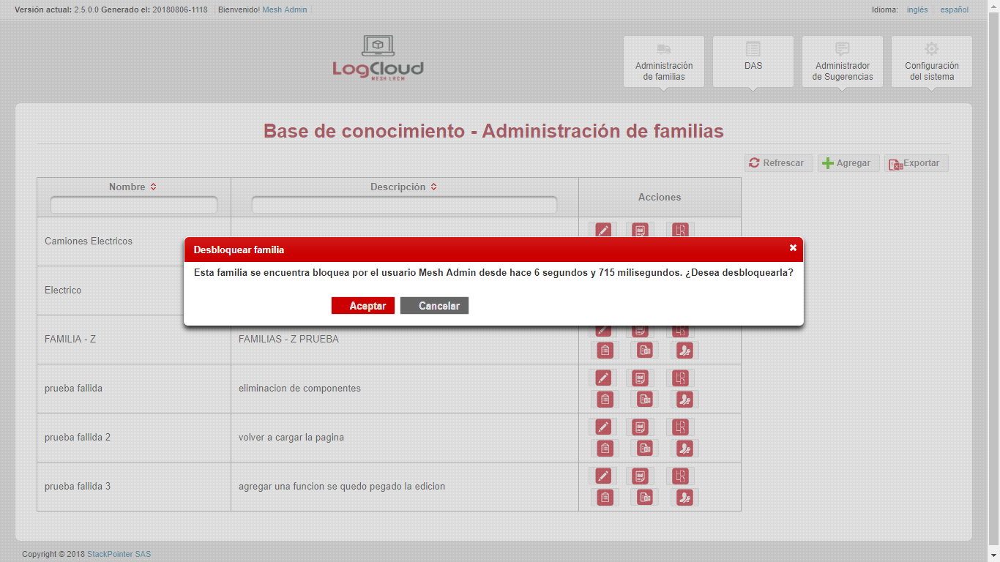 Versión actual: 2.5.0.0 Generado el: 20180806-1118 Bienvenido! Mesh Admin
Idioma: inglés español
LogCloud
MESH LRCM
Administración
de familias
DAS
Administrador
de Sugerencias
Configuración
del sistema
Base de conocimiento - Administración de familias
Refrescar Agregar Exportar
Nombre Descripción Acciones
Camiones Electricos
Desbloquear familia
Esta familia se encuentra bloquea por el usuario Mesh Admin desde hace 6 segundos y 715 milisegundos. ¿Desea desbloquearla?
Aceptar Cancelar
Electrico
FAMILIA - Z FAMILIAS - Z PRUEBA
prueba fallida eliminacion de componentes
prueba fallida 2 volver a cargar la pagina
prueba fallida 3 agregar una funcion se quedo pegado la edicion
Copyright © 2018 StackPointer SAS